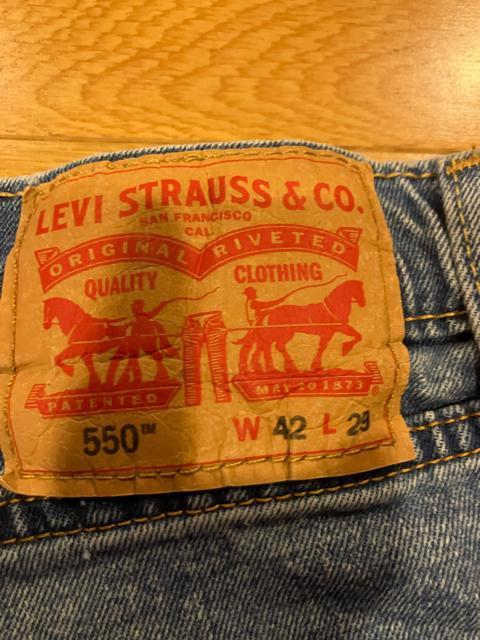 LEVI STRAUSS & CO.
SAN FRANCISCO
CAL.
ORIGINAL RIVETED
QUALITY CLOTHING
PATENTED MAY 20 1873
550™ W 42 L 29